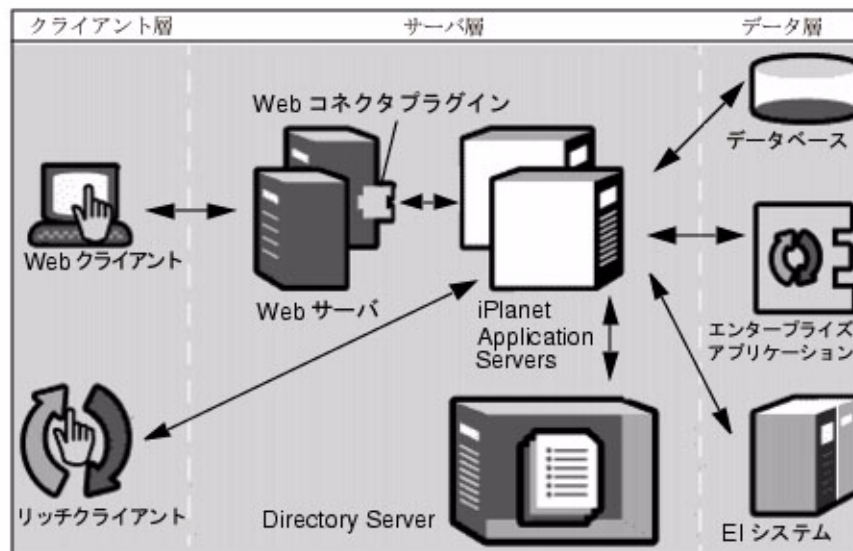 クライアント層
サーバ層
データ層
Web コネクタプラグイン
データベース
Web クライアント
Web サーバ
iPlanet
Application
Servers
エンタープライズ
アプリケーション
リッチクライアント
Directory Server
EI システム